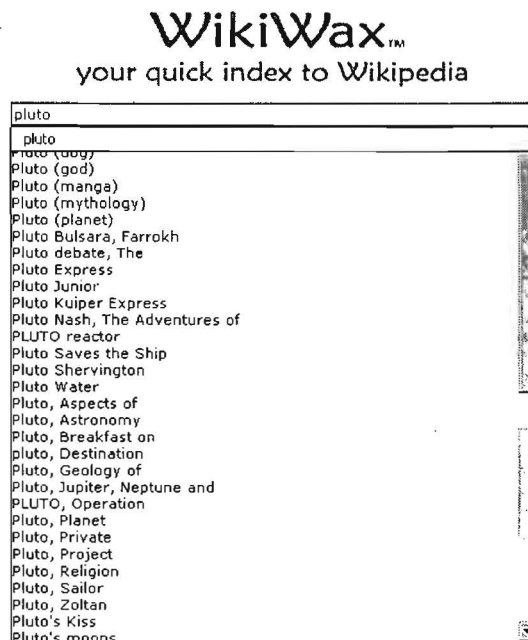 WikiWax™
your quick index to Wikipedia
pluto
pluto
Pluto (dog)
Pluto (god)
Pluto (manga)
Pluto (mythology)
Pluto (planet)
Pluto Bulsara, Farrokh
Pluto debate, The
Pluto Express
Pluto Junior
Pluto Kuiper Express
Pluto Nash, The Adventures of
PLUTO reactor
Pluto Saves the Ship
Pluto Shervington
Pluto Water
Pluto, Aspects of
Pluto, Astronomy
Pluto, Breakfast on
pluto, Destination
Pluto, Geology of
Pluto, Jupiter, Neptune and
PLUTO, Operation
Pluto, Planet
Pluto, Private
Pluto, Project
Pluto, Religion
Pluto, Sailor
Pluto, Zoltan
Pluto's Kiss
Pluto's moons